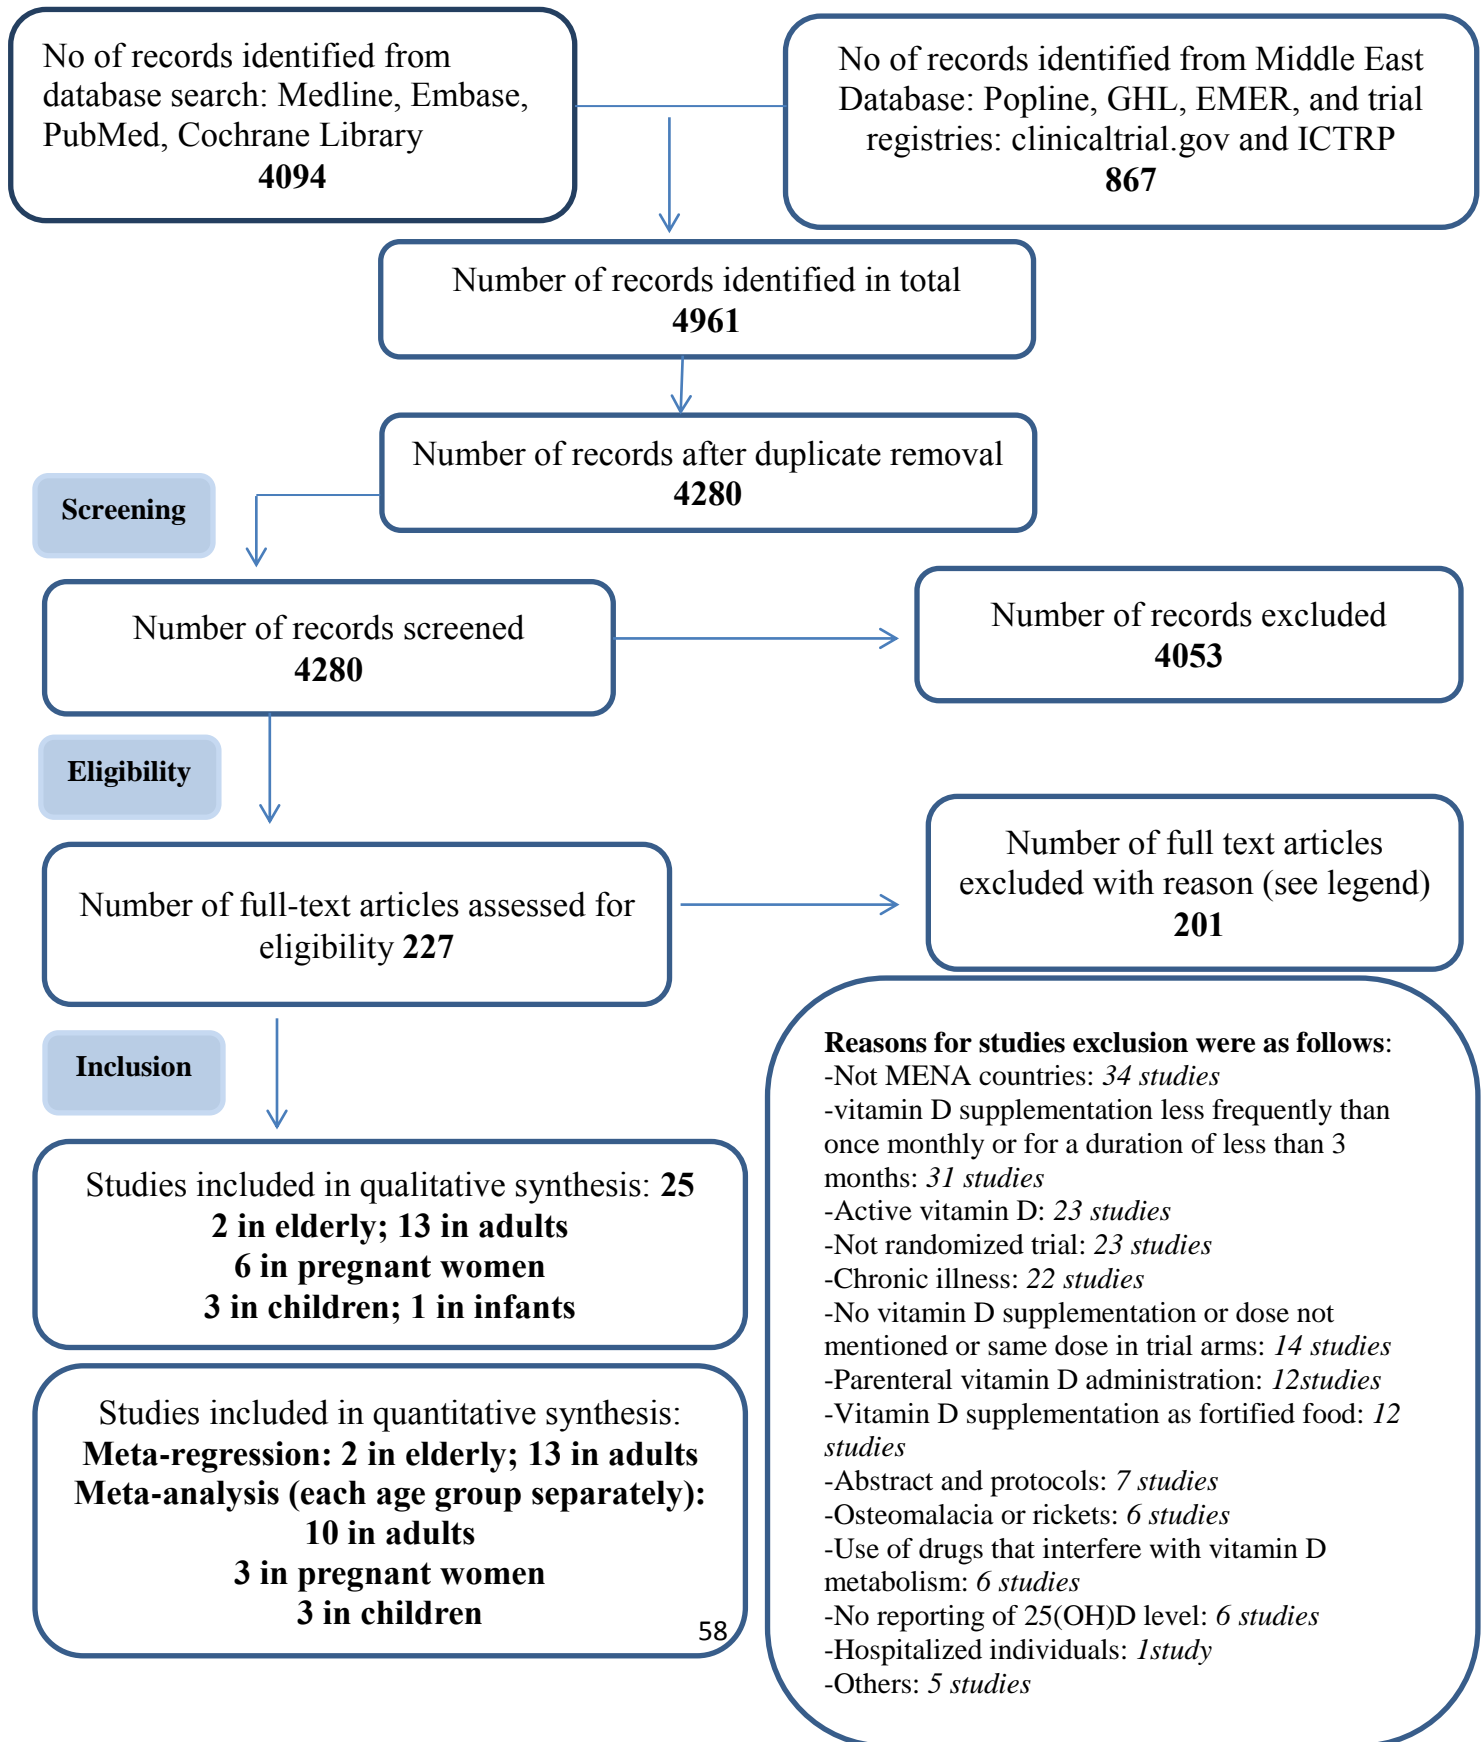 No of records identified from
database search: Medline, Embase,
PubMed, Cochrane Library
4094
No of records identified from Middle East
Database: Popline, GHL, EMER, and trial
registries: clinicaltrial.gov and ICTRP
867
Number of records identified in total
4961
Number of records after duplicate removal
4280
Screening
Number of records screened
4280
Number of records excluded
4053
Eligibility
Number of full-text articles assessed for
eligibility 227
Number of full text articles
excluded with reason (see legend)
201
Inclusion
Studies included in qualitative synthesis: 25
2 in elderly; 13 in adults
6 in pregnant women
3 in children; 1 in infants
Studies included in quantitative synthesis:
Meta-regression: 2 in elderly; 13 in adults
Meta-analysis (each age group separately):
10 in adults
3 in pregnant women
3 in children
58
Reasons for studies exclusion were as follows:
-Not MENA countries: 34 studies
-vitamin D supplementation less frequently than
once monthly or for a duration of less than 3
months: 31 studies
-Active vitamin D: 23 studies
-Not randomized trial: 23 studies
-Chronic illness: 22 studies
-No vitamin D supplementation or dose not
mentioned or same dose in trial arms: 14 studies
-Parenteral vitamin D administration: 12studies
-Vitamin D supplementation as fortified food: 12
studies
-Abstract and protocols: 7 studies
-Osteomalacia or rickets: 6 studies
-Use of drugs that interfere with vitamin D
metabolism: 6 studies
-No reporting of 25(OH)D level: 6 studies
-Hospitalized individuals: 1study
-Others: 5 studies